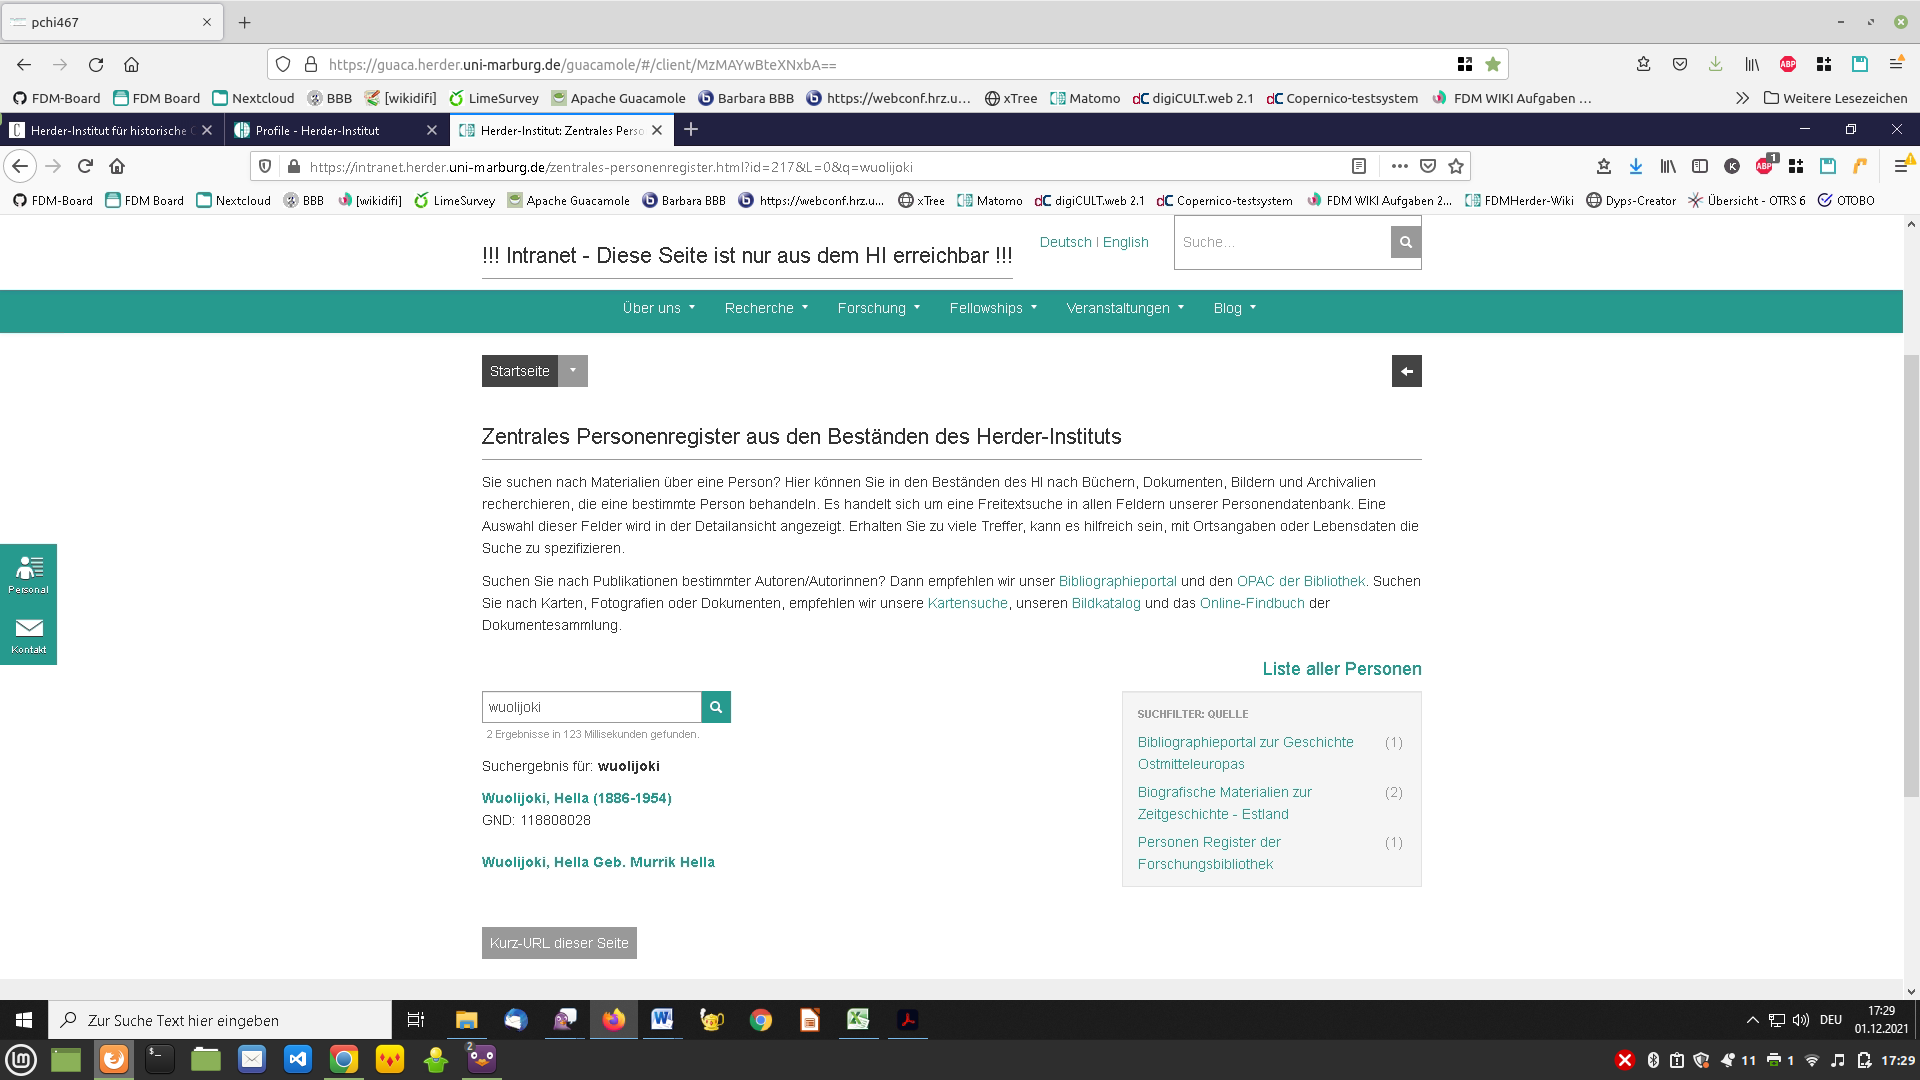 pchi467
https://guaca.herder.uni-marburg.de/guacamole/#/client/MzMAYwBteXNxbA==
FDM-Board FDM Board Nextcloud BBB [wikidifi] LimeSurvey Apache Guacamole Barbara BBB https://webconf.hrz.u... xTree Matomo digiCULT.web 2.1 Copernico-testsystem FDM WIKI Aufgaben ... Weitere Lesezeichen
Herder-Institut für historische Profile - Herder-Institut Herder-Institut: Zentrales Perso
https://intranet.herder.uni-marburg.de/zentrales-personenregister.html?id=217&L=0&q=wuolijoki
FDM-Board FDM Board Nextcloud BBB [wikidifi] LimeSurvey Apache Guacamole Barbara BBB https://webconf.hrz.u... xTree Matomo digiCULT.web 2.1 Copernico-testsystem FDM WIKI Aufgaben 2... FDMHerder-Wiki Dyps-Creator Übersicht - OTRS 6 OTOBO
!!! Intranet - Diese Seite ist nur aus dem HI erreichbar !!! Deutsch | English Suche...
Über uns Recherche Forschung Fellowships Veranstaltungen Blog
Startseite
Zentrales Personenregister aus den Beständen des Herder-Instituts
Sie suchen nach Materialien über eine Person? Hier können Sie in den Beständen des HI nach Büchern, Dokumenten, Bildern und Archivalien
recherchieren, die eine bestimmte Person behandeln. Es handelt sich um eine Freitextsuche in allen Feldern unserer Personendatenbank. Eine
Auswahl dieser Felder wird in der Detailansicht angezeigt. Erhalten Sie zu viele Treffer, kann es hilfreich sein, mit Ortsangaben oder Lebensdaten die
Suche zu spezifizieren.
Suchen Sie nach Publikationen bestimmter Autoren/Autorinnen? Dann empfehlen wir unser Bibliographieportal und den OPAC der Bibliothek. Suchen
Sie nach Karten, Fotografien oder Dokumenten, empfehlen wir unsere Kartensuche, unseren Bildkatalog und das Online-Findbuch der
Dokumentesammlung.
Personal
Kontakt
Liste aller Personen
wuolijoki
2 Ergebnisse in 123 Millisekunden gefunden.
Suchergebnis für: wuolijoki
Wuolijoki, Hella (1886-1954)
GND: 118808028
Wuolijoki, Hella Geb. Murrik Hella
SUCHFILTER: QUELLE
Bibliographieportal zur Geschichte (1)
Ostmitteleuropas
Biografische Materialien zur (2)
Zeitgeschichte - Estland
Personen Register der (1)
Forschungsbibliothek
Kurz-URL dieser Seite
Zur Suche Text hier eingeben
DEU
17:29
01.12.2021
2
11 1 17:29